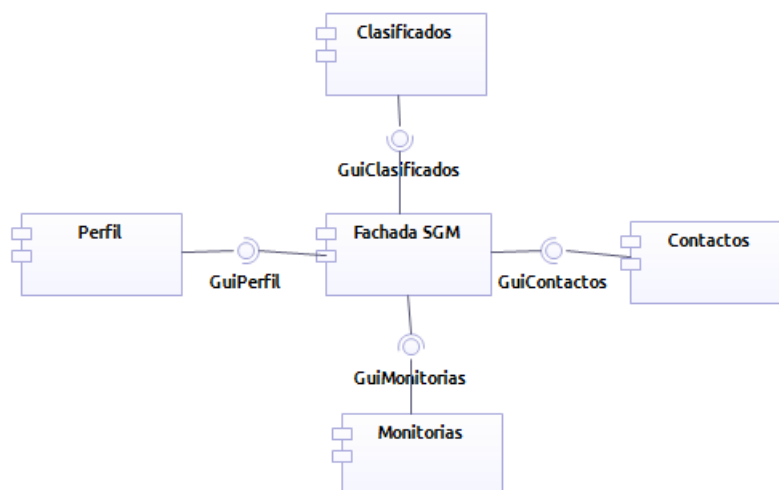 Clasificados
GuiClasificados
Perfil
Fachada SGM
Contactos
GuiPerfil
GuiContactos
GuiMonitorias
Monitorias